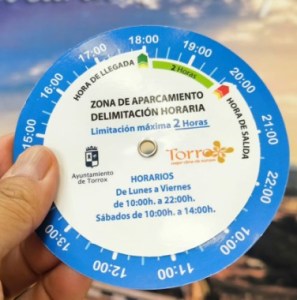 18:00
19:00
20:00
21:00
22:00
10:00
11:00
12:00
13:00
15:00
16:00
17:00
HORA DE LLEGADA
2 Horas
HORA DE SALIDA
ZONA DE APARCAMIENTO
DELIMITACIÓN HORARIA
Limitación máxima 2 Horas
Ayuntamiento
de Torrox
Torrox
HORARIOS
De Lunes a Viernes
de 10:00h. a 22:00h.
Sábados de 10:00h. a 14:00h.